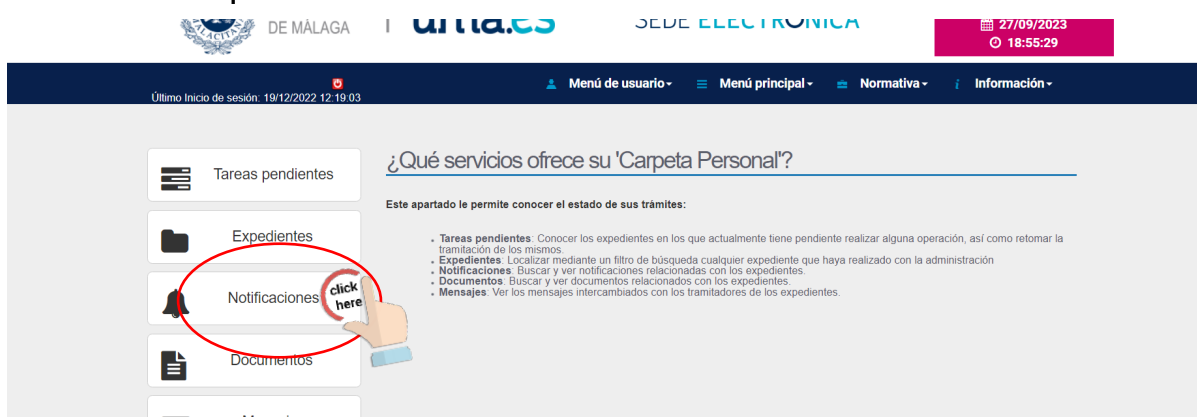 DE MÁLAGA
uma.es
SEDE ELECTRÓNICA
27/09/2023
18:55:29
Último Inicio de sesión: 19/12/2022 12:19:03
Menú de usuario
Menú principal
Normativa
i Información
Tareas pendientes
Expedientes
Notificaciones
click
here
Documentos
¿Qué servicios ofrece su 'Carpeta Personal'?
Este apartado le permite conocer el estado de sus trámites:
• Tareas pendientes: Conocer los expedientes en los que actualmente tiene pendiente realizar alguna operación, así como retomar la
tramitación de los mismos.
• Expedientes: Localizar mediante un filtro de búsqueda cualquier expediente que haya realizado con la administración
• Notificaciones: Buscar y ver notificaciones relacionadas con los expedientes.
• Documentos: Buscar y ver documentos relacionados con los expedientes.
• Mensajes: Ver los mensajes intercambiados con los tramitadores de los expedientes.